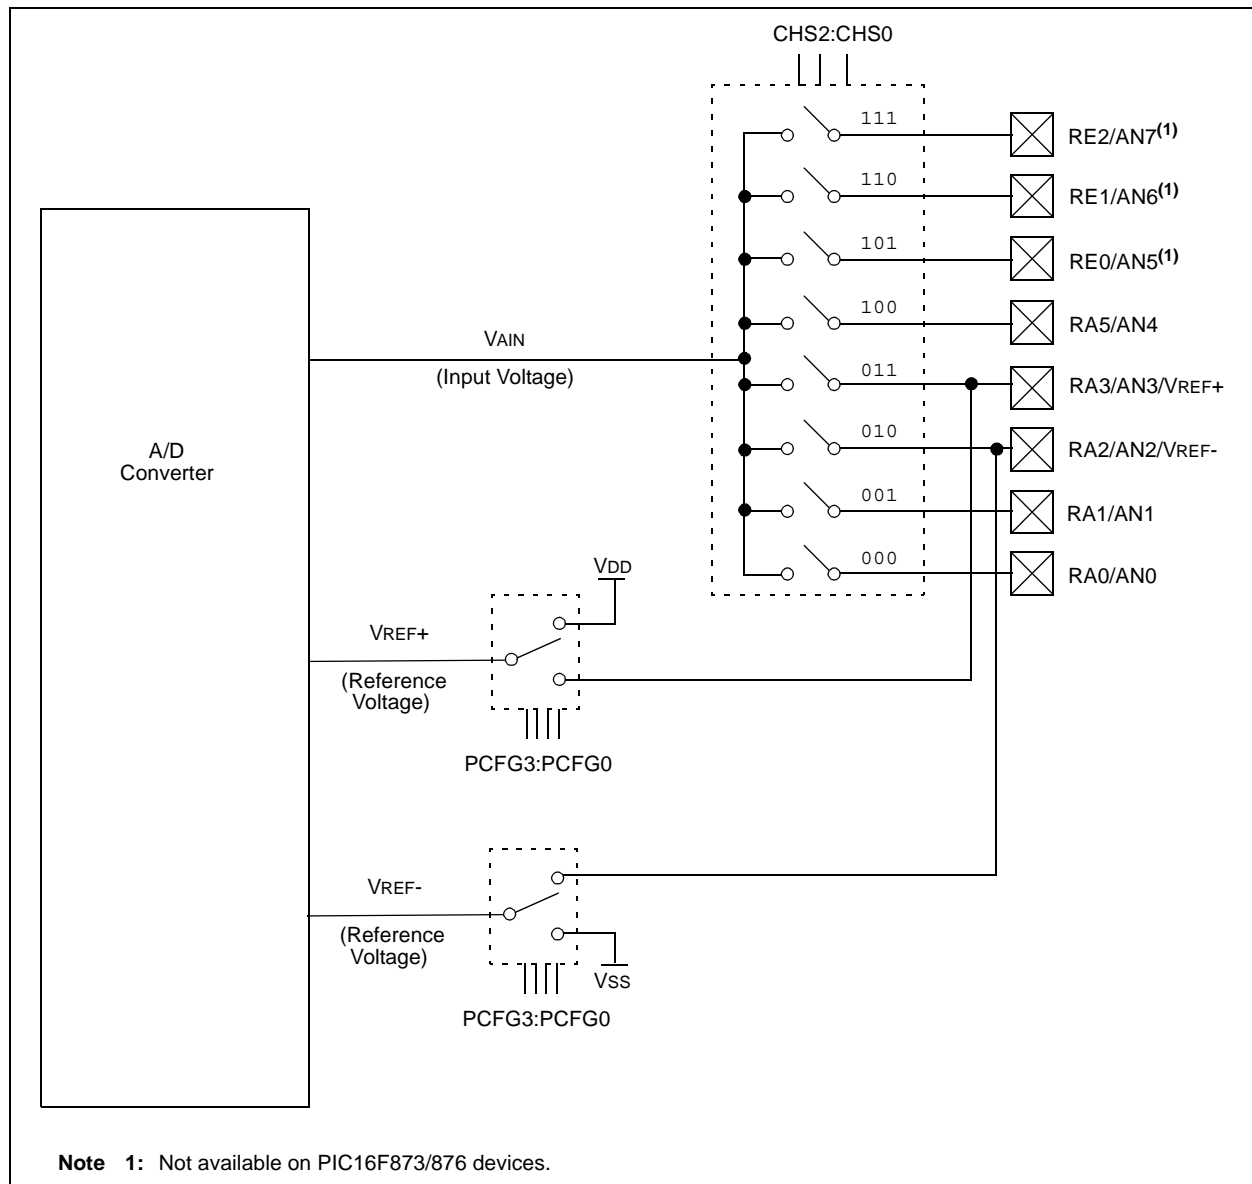 CHS2:CHS0
111
RE2/AN7(1)
110
RE1/AN6(1)
101
RE0/AN5(1)
100
RA5/AN4
VAIN
(Input Voltage)
011
RA3/AN3/VREF+
010
RA2/AN2/VREF-
A/D
Converter
001
RA1/AN1
000
RA0/AN0
VDD
VREF+
(Reference
Voltage)
PCFG3:PCFG0
VREF-
(Reference
Voltage)
VSS
PCFG3:PCFG0
Note 1: Not available on PIC16F873/876 devices.